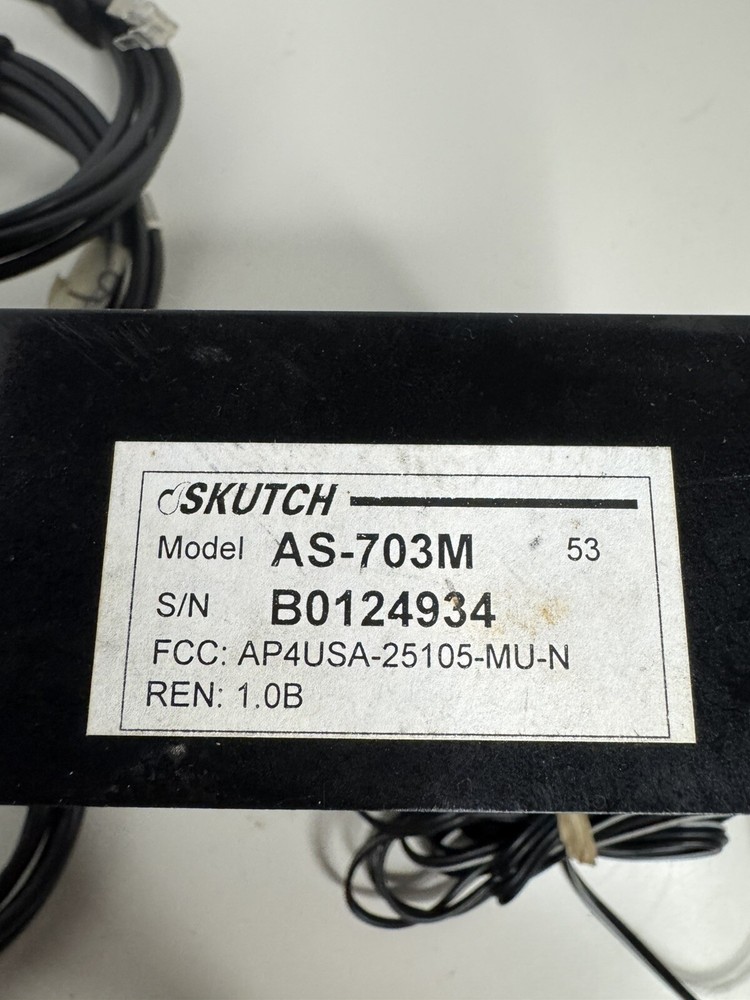 SKUTCH
Model AS-703M 53
S/N B0124934
FCC: AP4USA-25105-MU-N
REN: 1.0B